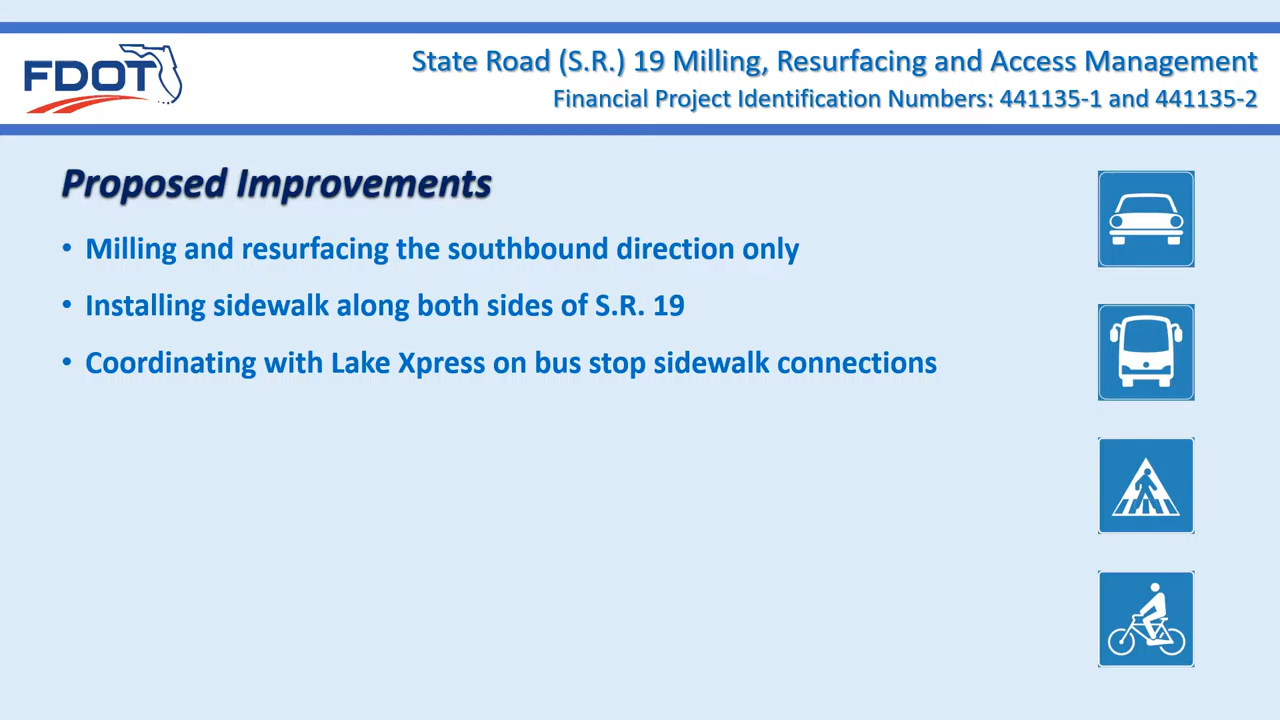 FDOT
State Road (S.R.) 19 Milling, Resurfacing and Access Management
Financial Project Identification Numbers: 441135-1 and 441135-2
Proposed Improvements
• Milling and resurfacing the southbound direction only
• Installing sidewalk along both sides of S.R. 19
• Coordinating with Lake Xpress on bus stop sidewalk connections